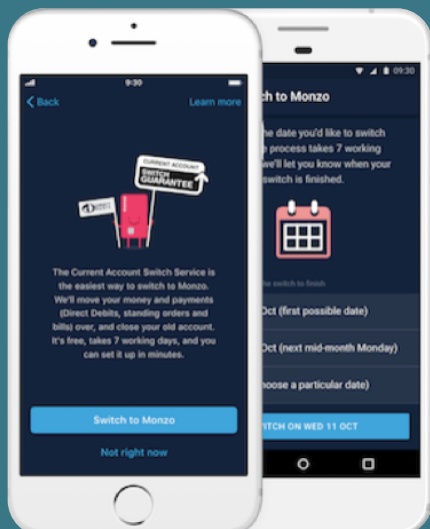 9:30
Back
Learn more
CURRENT ACCOUNT
SWITCH
GUARANTEE
The Current Account Switch Service is
the easiest way to switch to Monzo.
We'll move your money and payments
(Direct Debits, standing orders and
bills) over, and close your old account.
It's free, takes 7 working days, and you
can set it up in minutes.
Switch to Monzo
Not right now
09:30
ch to Monzo
he date you'd like to switch
e process takes 7 working
we'll let you know when your
switch is finished.
the switch to finish
Oct (first possible date)
Oct (next mid-month Monday)
hoose a particular date)
ITCH ON WED 11 OCT